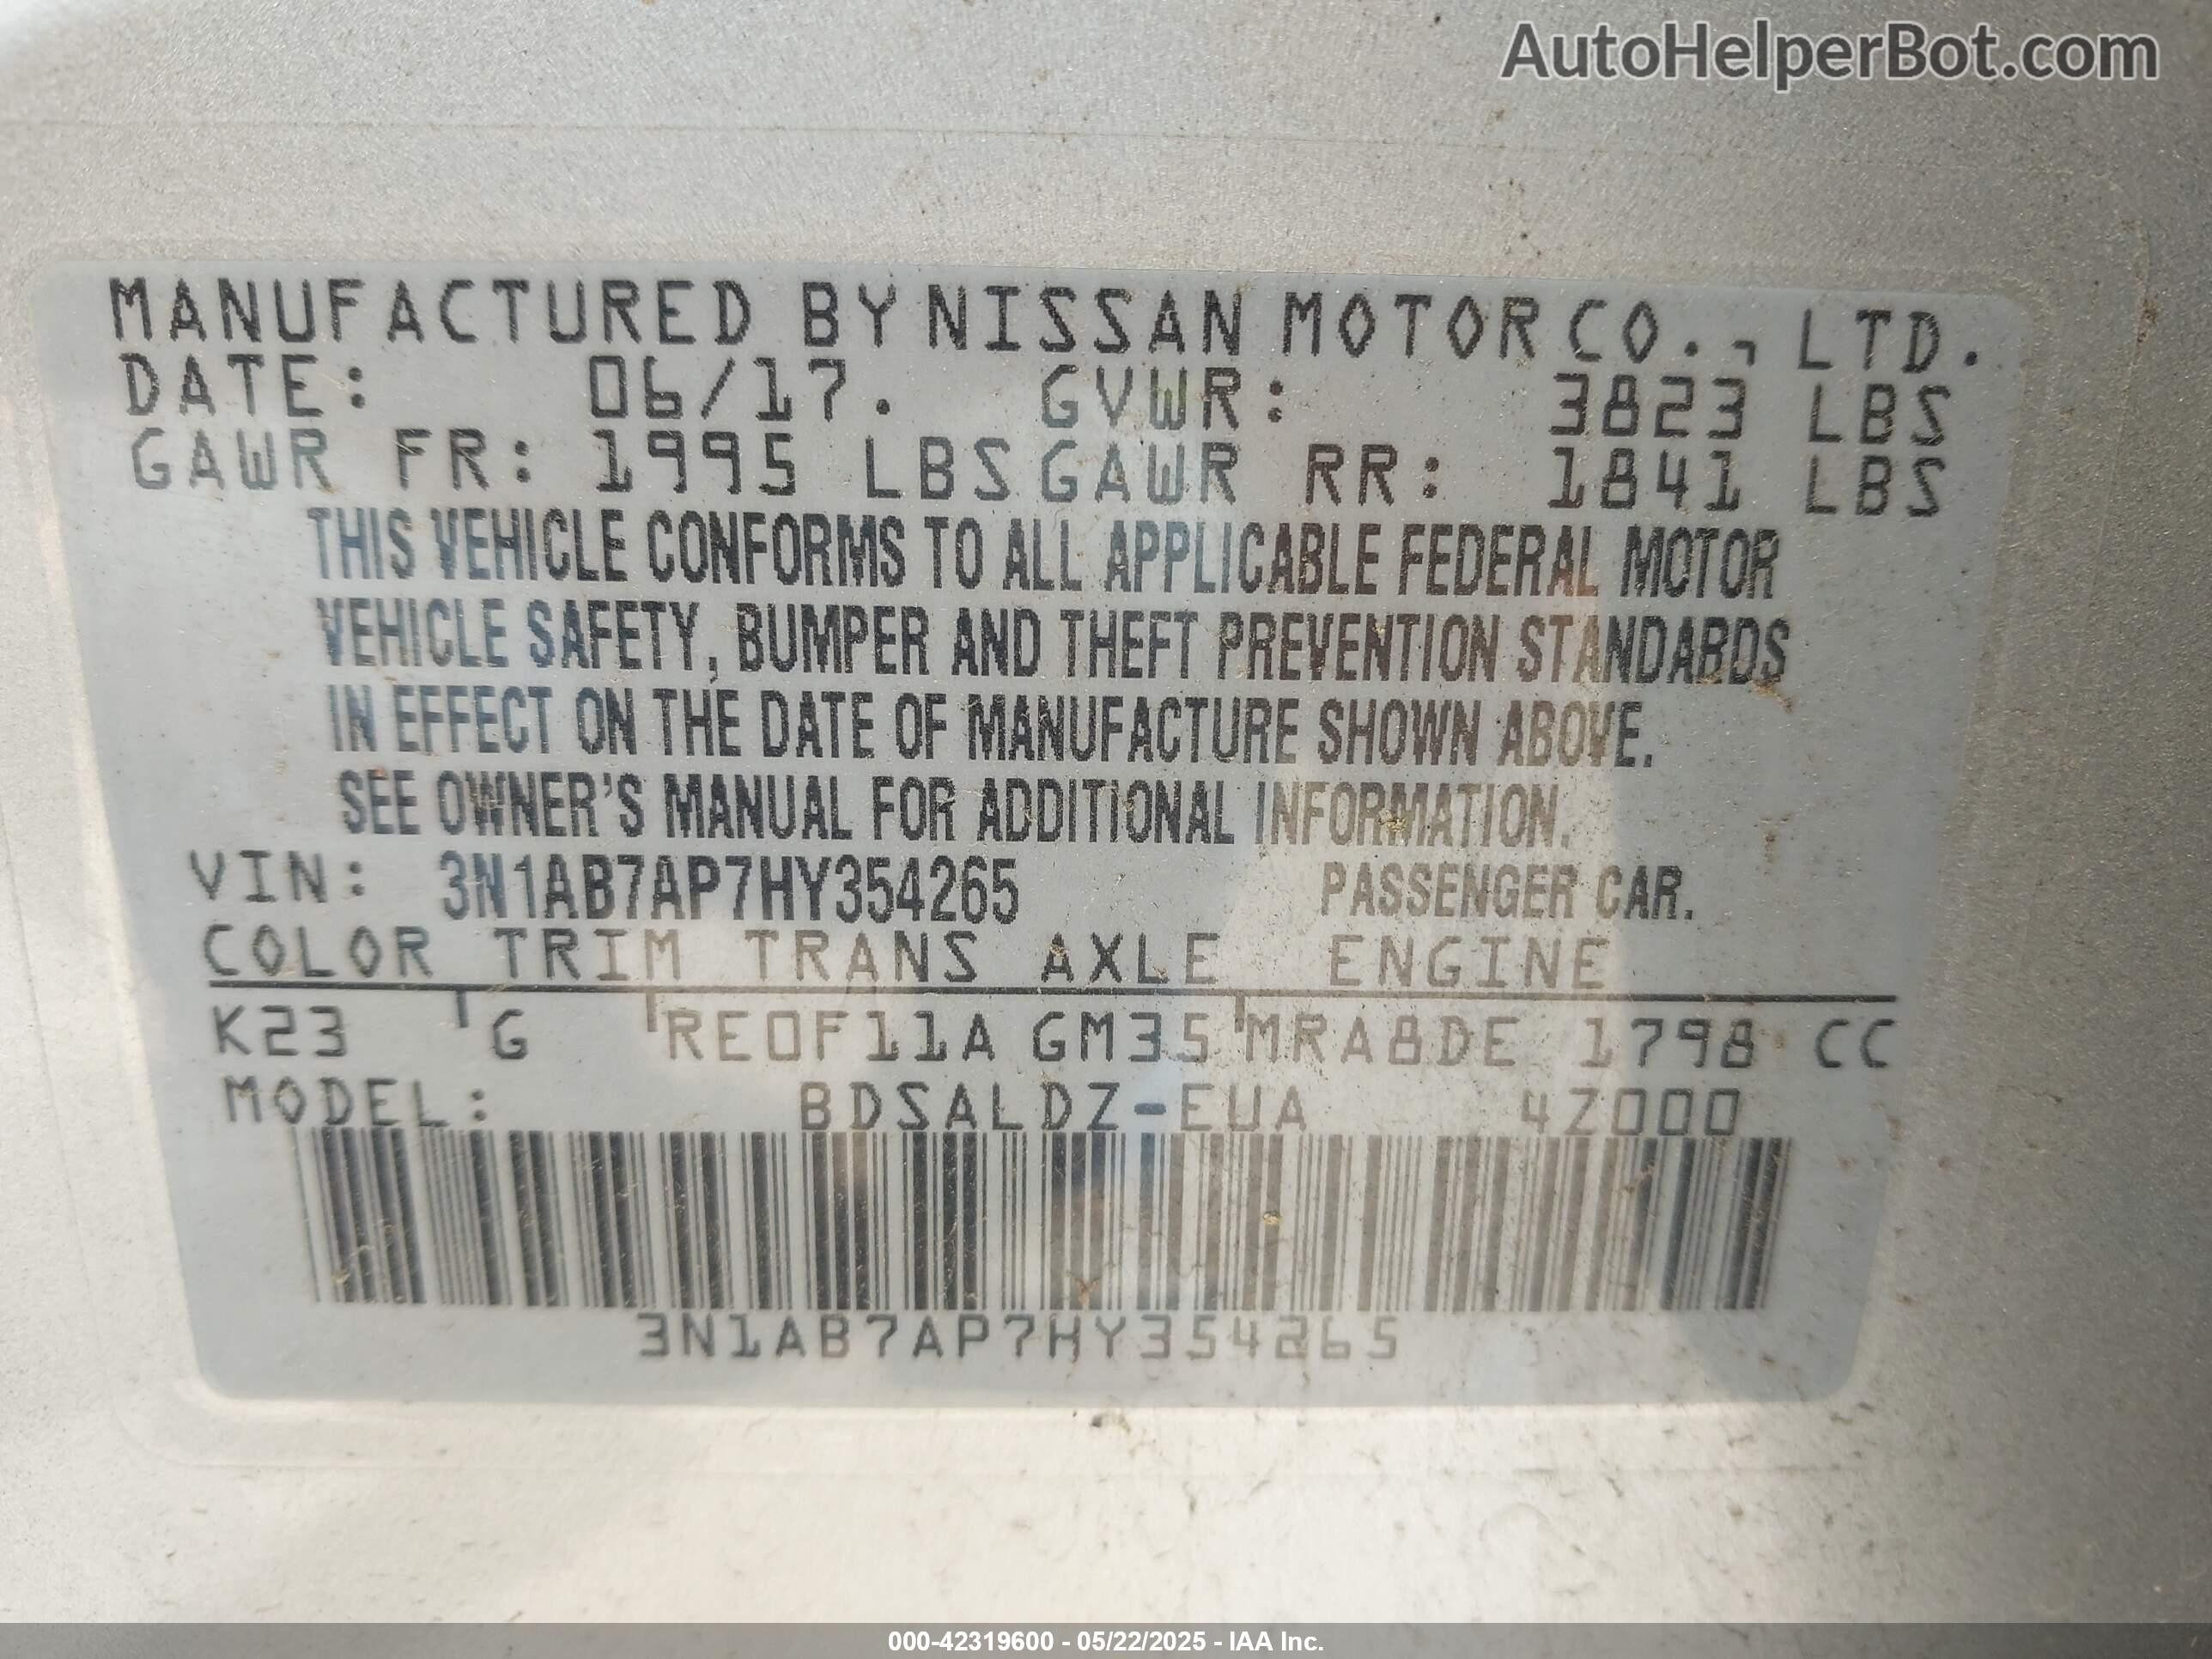 AutoHelperBot.com
MANUFACTURED BY NISSAN MOTOR CO., LTD.
DATE: 06/17. GVWR: 3823 LBS
GAWR FR: 1995 LBS GAWR RR: 1841 LBS
THIS VEHICLE CONFORMS TO ALL APPLICABLE FEDERAL MOTOR
VEHICLE SAFETY, BUMPER AND THEFT PREVENTION STANDARDS
IN EFFECT ON THE DATE OF MANUFACTURE SHOWN ABOVE.
SEE OWNER'S MANUAL FOR ADDITIONAL INFORMATION.
VIN: 3N1AB7AP7HY354265 PASSENGER CAR.
COLOR TRIM TRANS AXLE ENGINE
K23 G RE0F11A GM35 MRA8DE 1798 CC
MODEL: BDSALDZ-EUA 4Z000
3N1AB7AP7HY354265
000-42319600 - 05/22/2025 - IAA Inc.